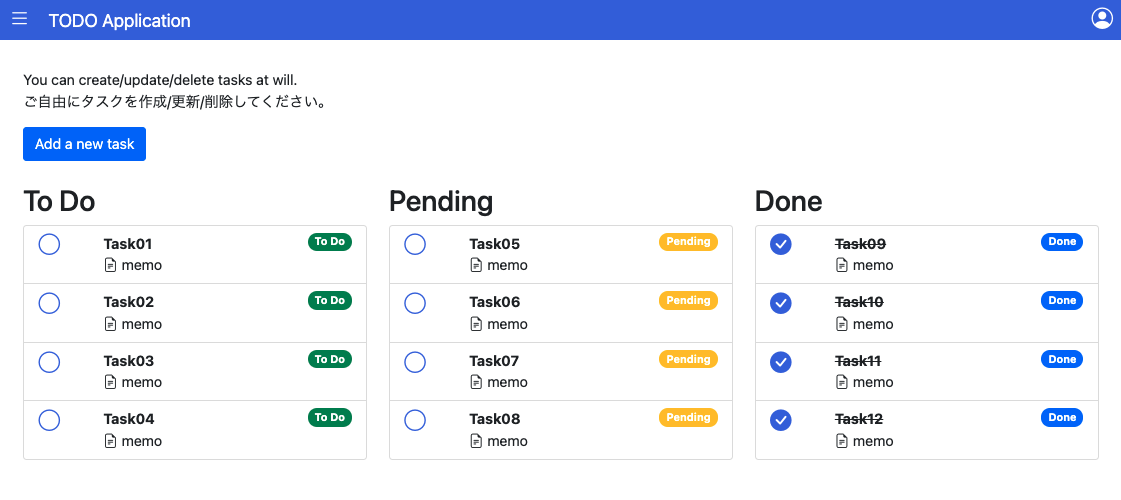 TODO Application
You can create/update/delete tasks at will.
ご自由にタスクを作成/更新/削除してください。
Add a new task
To Do
Task01 To Do
memo
Task02 To Do
memo
Task03 To Do
memo
Task04 To Do
memo
Pending
Task05 Pending
memo
Task06 Pending
memo
Task07 Pending
memo
Task08 Pending
memo
Done
Task09 Done
memo
Task10 Done
memo
Task11 Done
memo
Task12 Done
memo